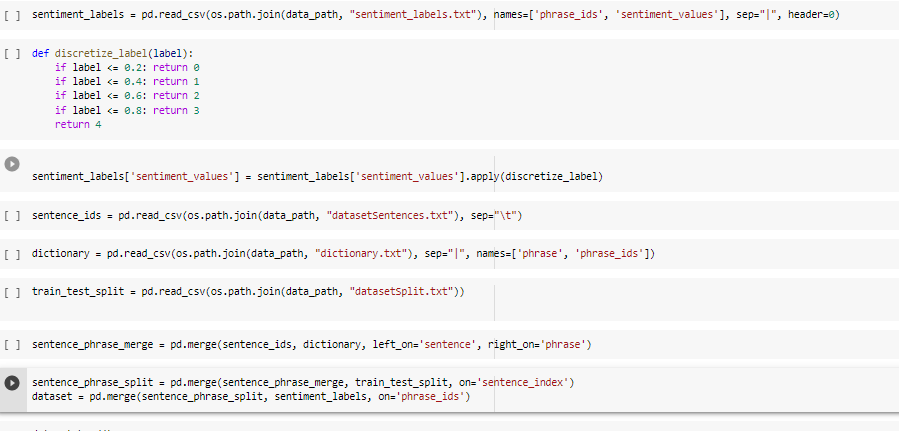 [ ] sentiment_labels = pd.read_csv(os.path.join(data_path, "sentiment_labels.txt"), names=['phrase_ids', 'sentiment_values'], sep="|", header=0)
[ ] def discretize_label(label):
    if label <= 0.2: return 0
    if label <= 0.4: return 1
    if label <= 0.6: return 2
    if label <= 0.8: return 3
    return 4
sentiment_labels['sentiment_values'] = sentiment_labels['sentiment_values'].apply(discretize_label)
[ ] sentence_ids = pd.read_csv(os.path.join(data_path, "datasetSentences.txt"), sep="\t")
[ ] dictionary = pd.read_csv(os.path.join(data_path, "dictionary.txt"), sep="|", names=['phrase', 'phrase_ids'])
[ ] train_test_split = pd.read_csv(os.path.join(data_path, "datasetSplit.txt"))
[ ] sentence_phrase_merge = pd.merge(sentence_ids, dictionary, left_on='sentence', right_on='phrase')
sentence_phrase_split = pd.merge(sentence_phrase_merge, train_test_split, on='sentence_index')
dataset = pd.merge(sentence_phrase_split, sentiment_labels, on='phrase_ids')